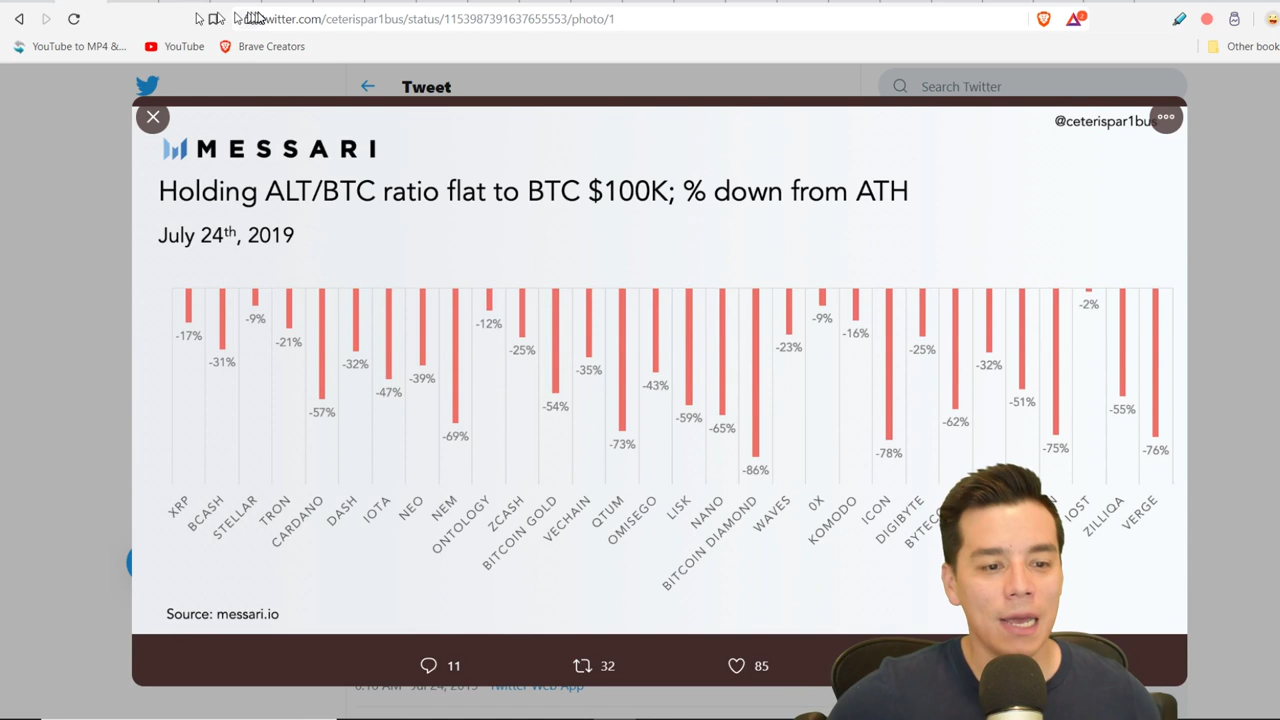 witter.com/ceterispar1bus/status/1153987391637655553/photo/1
2
YouTube to MP4 &...
YouTube
Brave Creators
Other book
Tweet
Search Twitter
@ceterispar1bus
MESSARI
Holding ALT/BTC ratio flat to BTC $100K; % down from ATH
July 24th, 2019
-17%
-31%
-9%
-21%
-57%
-32%
-47%
-39%
-69%
-12%
-25%
-54%
-35%
-73%
-43%
-59%
-65%
-86%
-23%
-9%
-16%
-78%
-25%
-62%
-32%
-51%
-75%
-2%
-55%
-76%
XRP
BCASH
STELLAR
TRON
CARDANO
DASH
IOTA
NEO
NEM
ONTOLOGY
ZCASH
BITCOIN GOLD
VECHAIN
QTUM
OMISEGO
LISK
NANO
BITCOIN DIAMOND
WAVES
0X
KOMODO
ICON
DIGIBYTE
BYTEC
IOST
ZILLIQA
VERGE
Source: messari.io
11
32
85